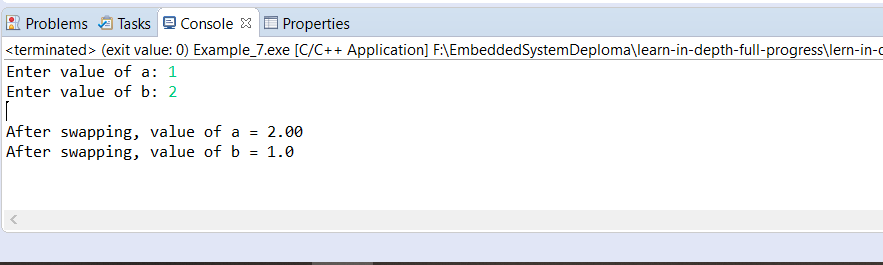 Problems Tasks Console Properties
<terminated> (exit value: 0) Example_7.exe [C/C++ Application] F:\EmbeddedSystemDeploma\learn-in-depth-full-progress\lern-in-d
Enter value of a: 1
Enter value of b: 2
After swapping, value of a = 2.00
After swapping, value of b = 1.0